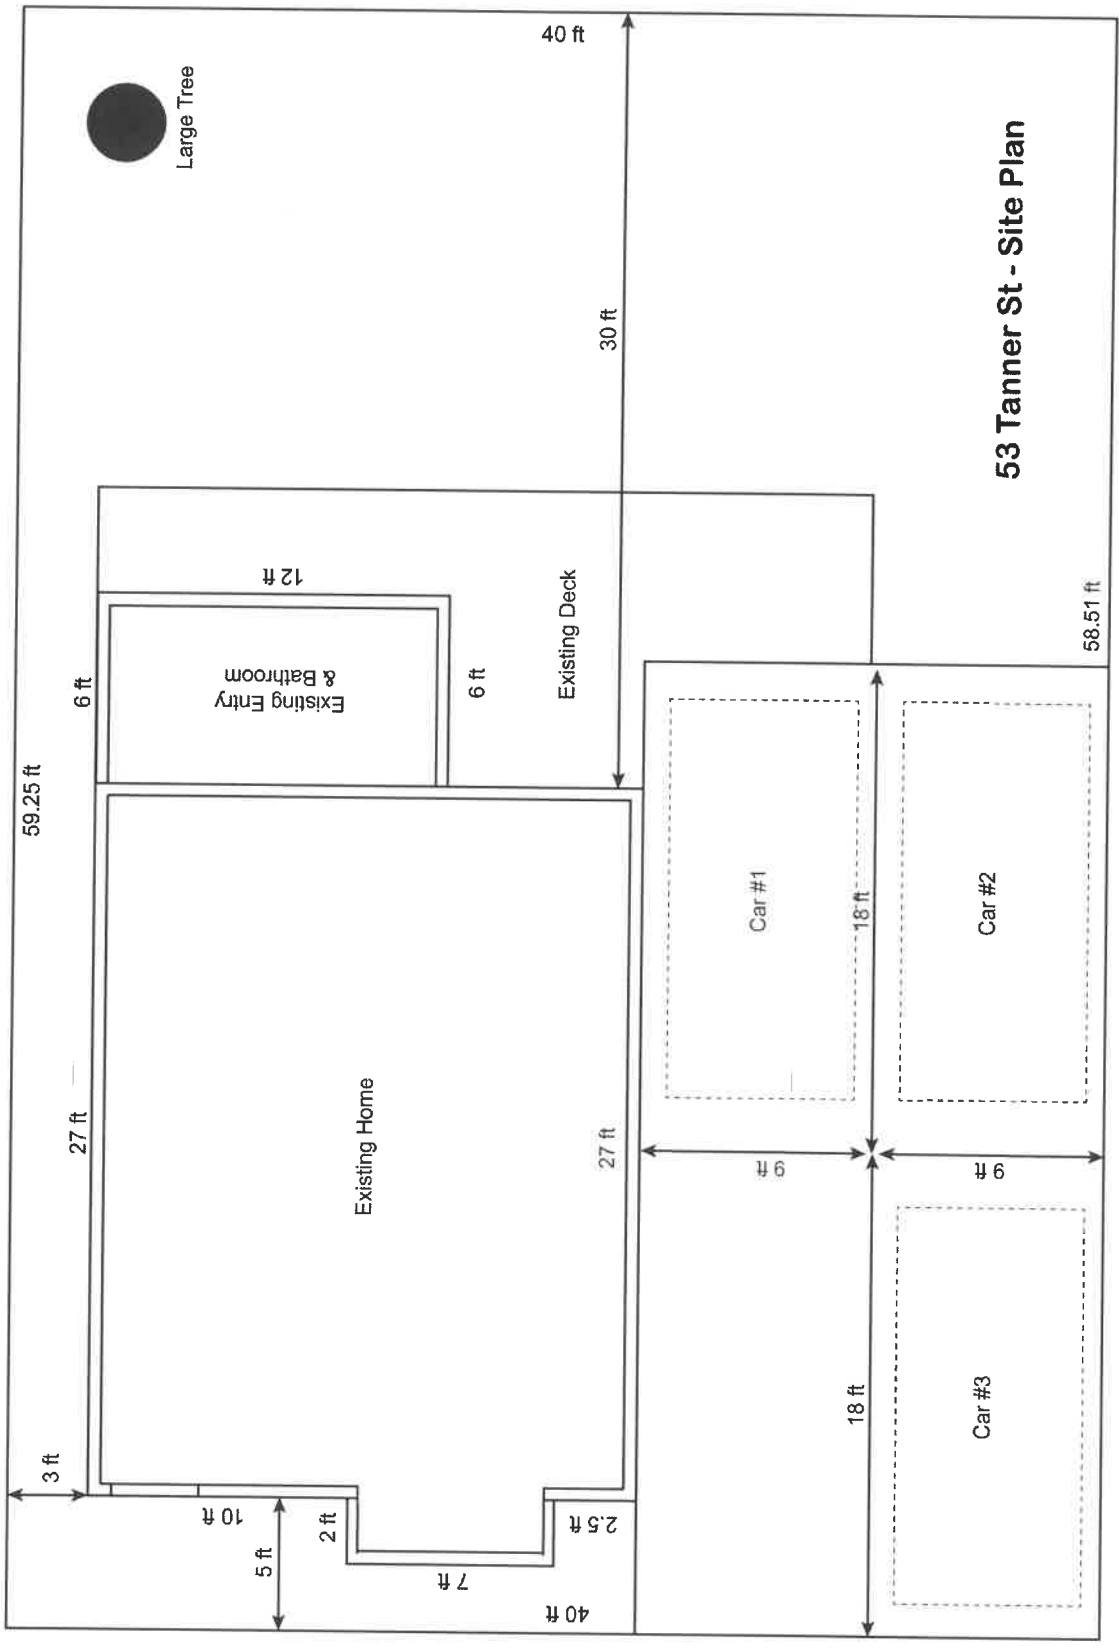 53 Tanner St - Site Plan
59.25 ft
40 ft
Large Tree
30 ft
6 ft
12 ft
Existing Entry
& Bathroom
6 ft
Existing Deck
58.51 ft
27 ft
Existing Home
27 ft
Car #1
18 ft
Car #2
9 ft
9 ft
3 ft
10 ft
5 ft
2 ft
7 ft
2.5 ft
40 ft
18 ft
Car #3